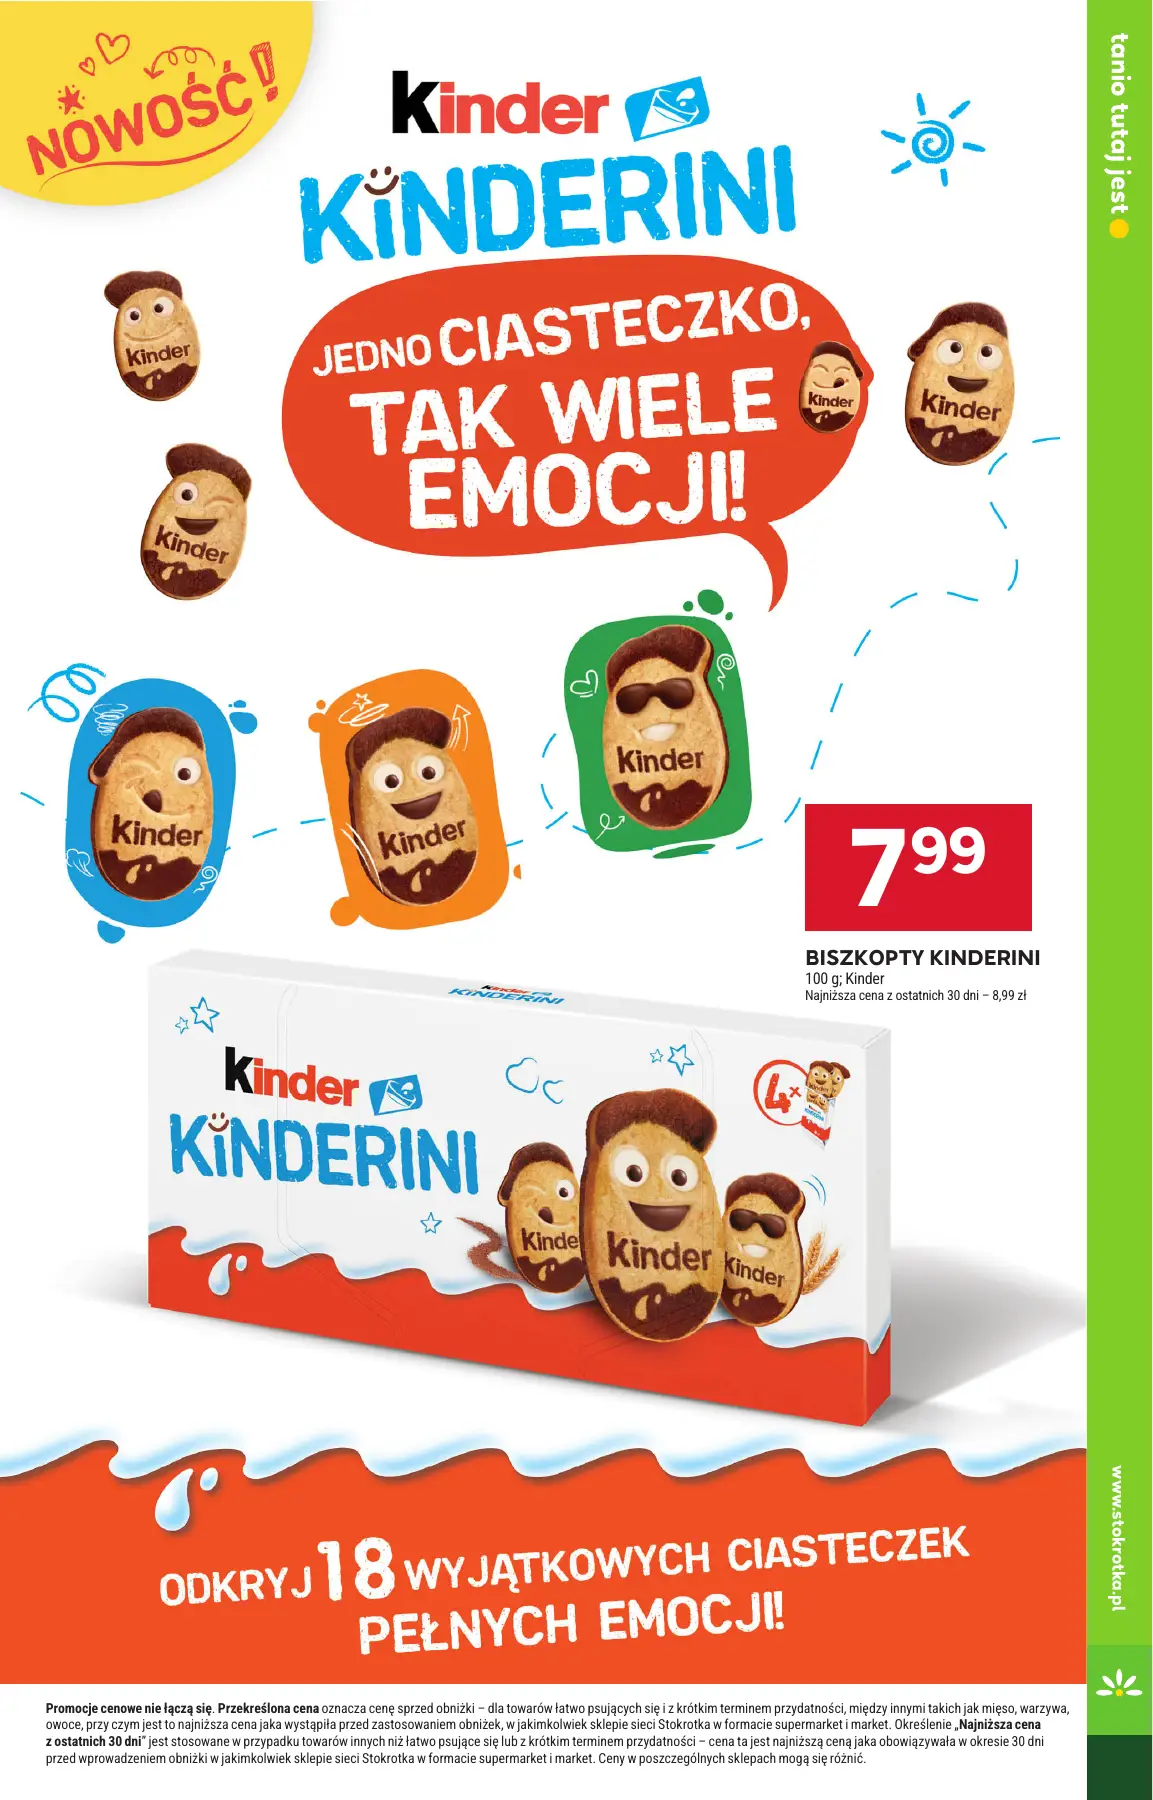 NOWOŚĆ!
Kinder
KINDERINI
JEDNO CIASTECZKO,
TAK WIELE
EMOCJI!
Kinder
Kinder
Kinder
Kinder
Kinder
Kinder
Kinder
7 99
BISZKOPTY KINDERINI
100 g; Kinder
Najniższa cena z ostatnich 30 dni – 8,99 zł
Kinder
KINDERINI
Kinder
KINDERINI
4x
Kinde
Kinder
Kinder
ODKRYJ 18 WYJĄTKOWYCH CIASTECZEK
PEŁNYCH EMOCJI!
Promocje cenowe nie łączą się. Przekreślona cena oznacza cenę sprzed obniżki – dla towarów łatwo psujących się i z krótkim terminem przydatności, między innymi takich jak mięso, warzywa,
owoce, przy czym jest to najniższa cena jaka wystąpiła przed zastosowaniem obniżek, w jakimkolwiek sklepie sieci Stokrotka w formacie supermarket i market. Określenie „Najniższa cena
z ostatnich 30 dni” jest stosowane w przypadku towarów innych niż łatwo psujące się lub z krótkim terminem przydatności – cena ta jest najniższą ceną jaka obowiązywała w okresie 30 dni
przed wprowadzeniem obniżki w jakimkolwiek sklepie sieci Stokrotka w formacie supermarket i market. Ceny w poszczególnych sklepach mogą się różnić.
tanio tutaj jest
www.stokrotka.pl